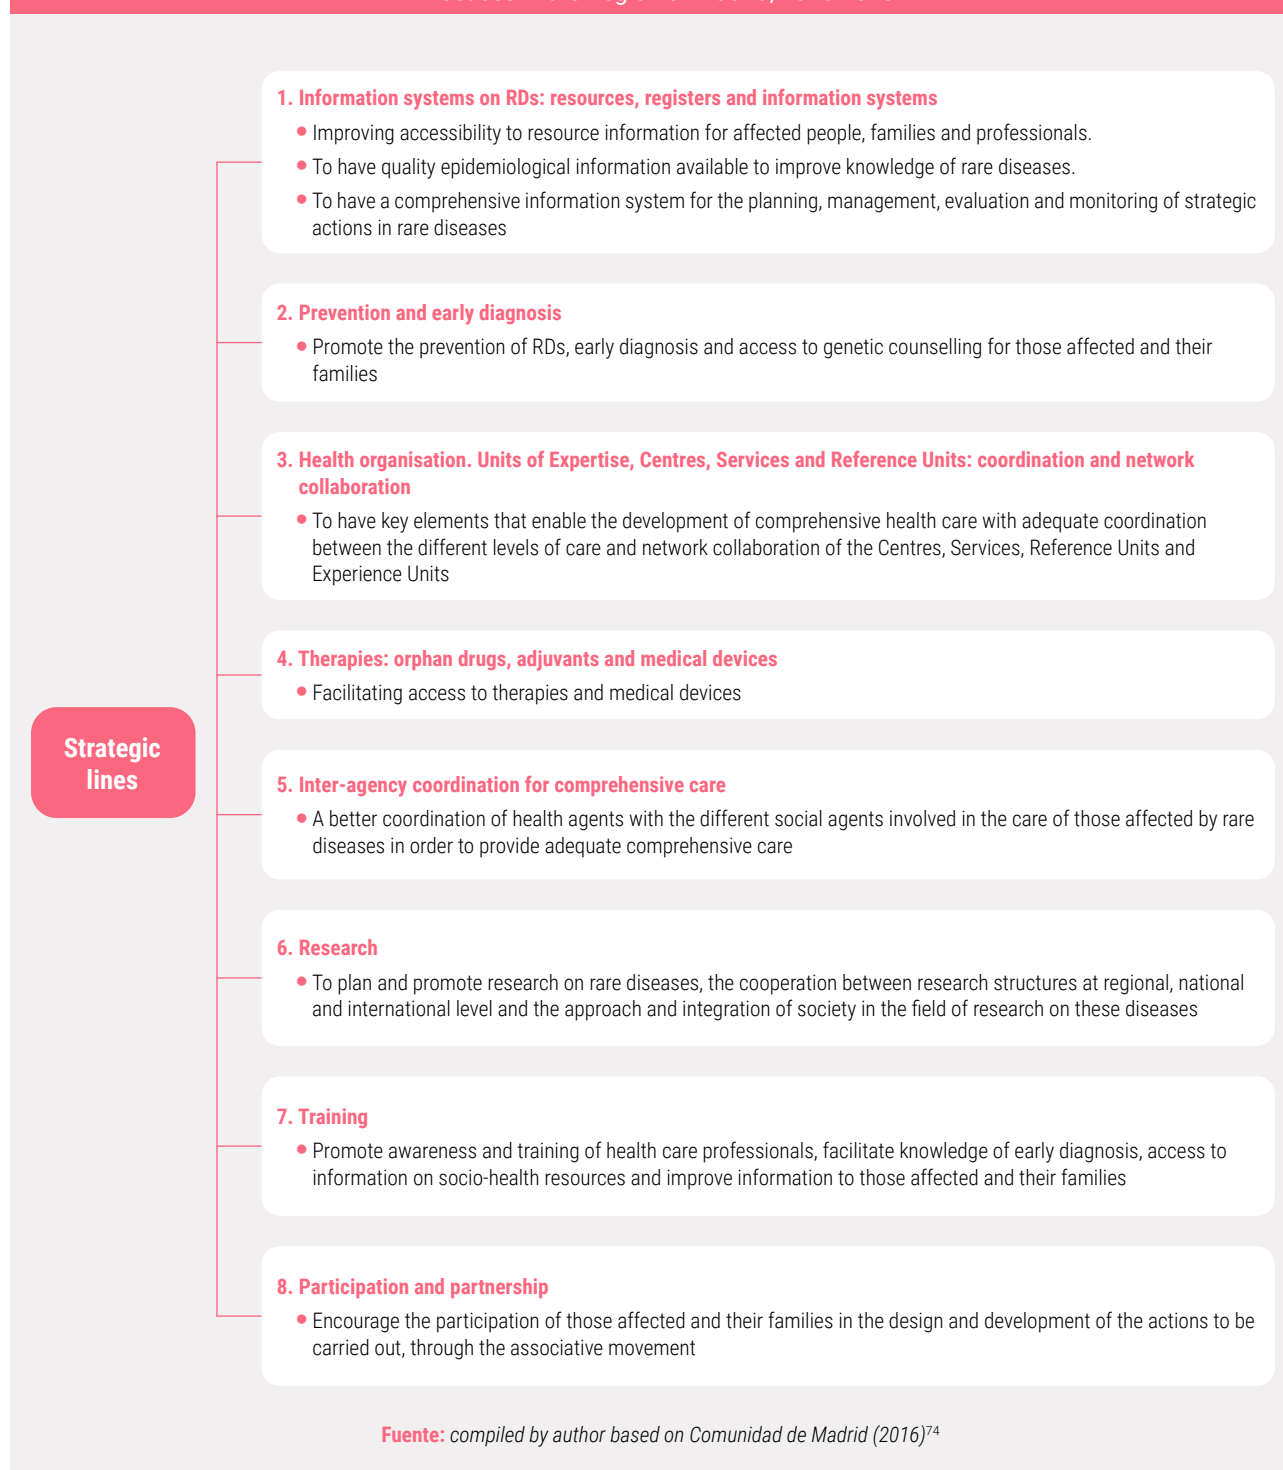 1. Information systems on RDs: resources, registers and information systems
• Improving accessibility to resource information for affected people, families and professionals.
• To have quality epidemiological information available to improve knowledge of rare diseases.
• To have a comprehensive information system for the planning, management, evaluation and monitoring of strategic
actions in rare diseases
2. Prevention and early diagnosis
• Promote the prevention of RDs, early diagnosis and access to genetic counselling for those affected and their
families
3. Health organisation. Units of Expertise, Centres, Services and Reference Units: coordination and network
collaboration
• To have key elements that enable the development of comprehensive health care with adequate coordination
between the different levels of care and network collaboration of the Centres, Services, Reference Units and
Experience Units
4. Therapies: orphan drugs, adjuvants and medical devices
• Facilitating access to therapies and medical devices
Strategic
lines
5. Inter-agency coordination for comprehensive care
• A better coordination of health agents with the different social agents involved in the care of those affected by rare
diseases in order to provide adequate comprehensive care
6. Research
• To plan and promote research on rare diseases, the cooperation between research structures at regional, national
and international level and the approach and integration of society in the field of research on these diseases
7. Training
• Promote awareness and training of health care professionals, facilitate knowledge of early diagnosis, access to
information on socio-health resources and improve information to those affected and their families
8. Participation and partnership
• Encourage the participation of those affected and their families in the design and development of the actions to be
carried out, through the associative movement
Fuente: compiled by author based on Comunidad de Madrid (2016)74